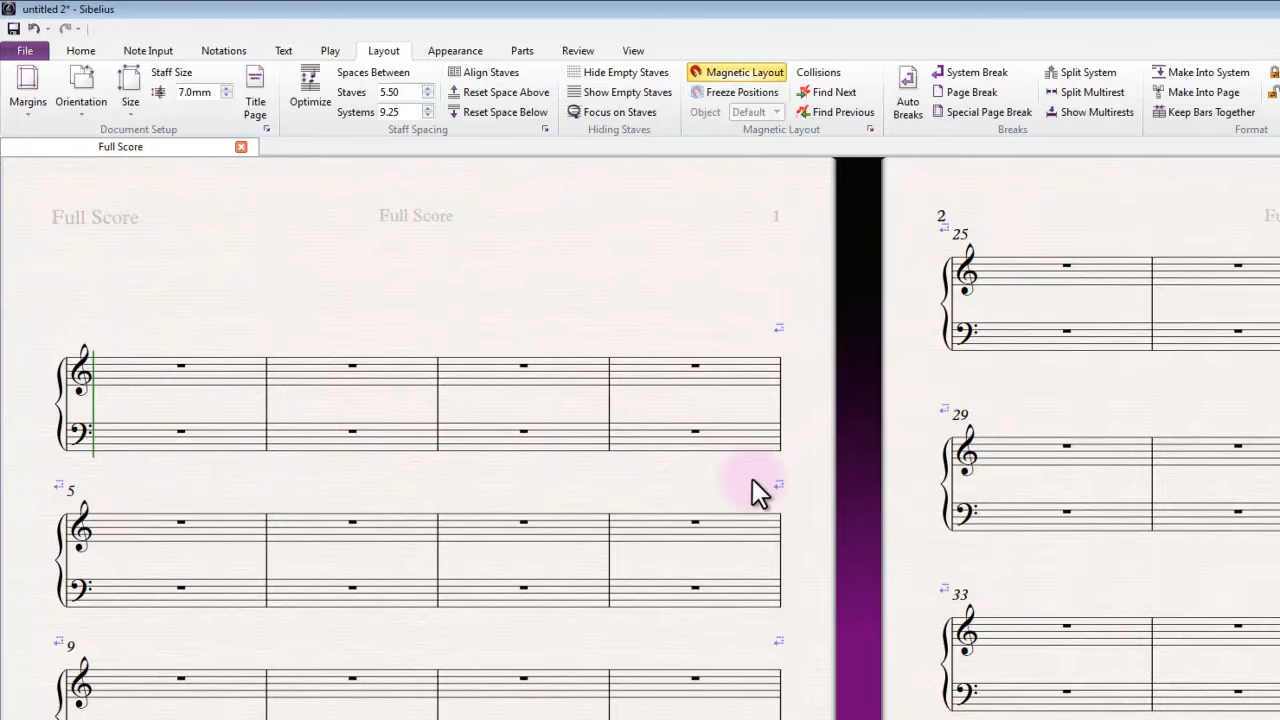 untitled 2* - Sibelius
File Home Note Input Notations Text Play Layout Appearance Parts Review View
Margins Orientation Size Staff Size 7.0mm Title Page
Document Setup
Optimize Spaces Between Staves 5.50 Systems 9.25 Align Staves Reset Space Above Reset Space Below
Staff Spacing
Hide Empty Staves Show Empty Staves Focus on Staves
Hiding Staves
Magnetic Layout Freeze Positions Object Default Collisions Find Next Find Previous
Magnetic Layout
Auto Breaks System Break Page Break Special Page Break Split System Split Multirest Show Multirests
Breaks
Make Into System Make Into Page Keep Bars Together
Format
Full Score
Full Score Full Score 1
5
9
2
25
29
33